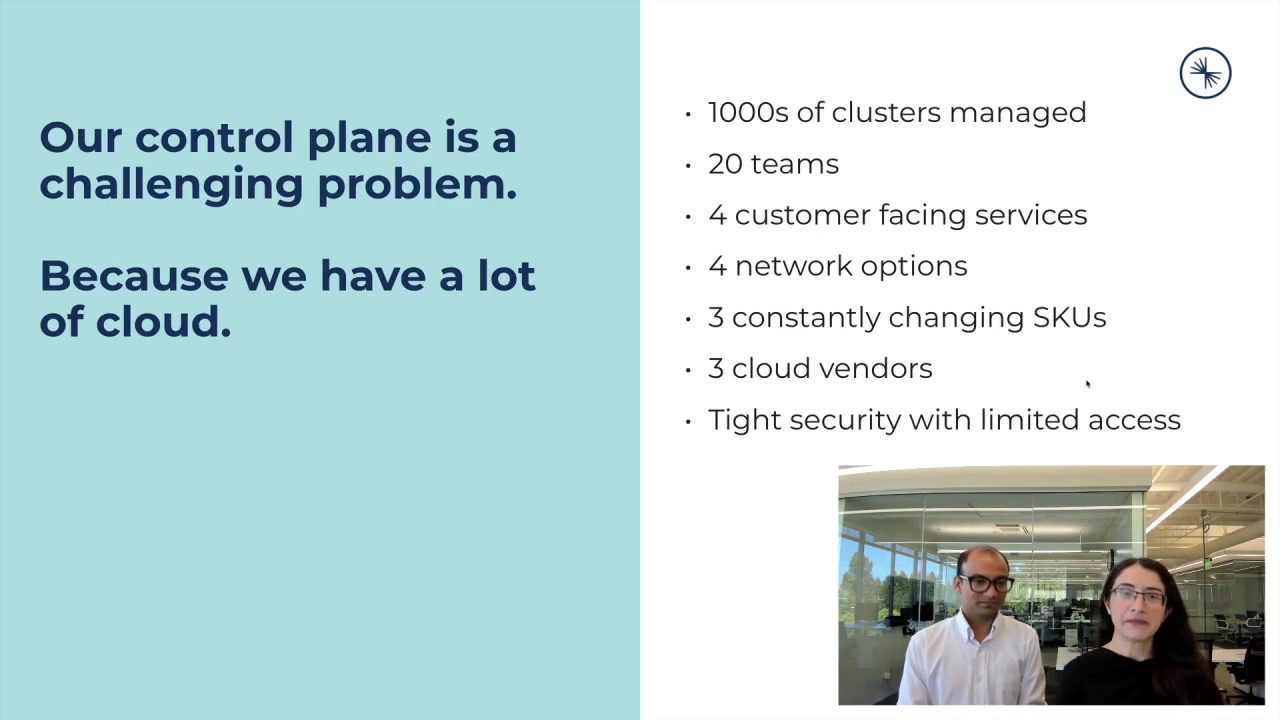 Our control plane is a
challenging problem.
Because we have a lot
of cloud.
• 1000s of clusters managed
• 20 teams
• 4 customer facing services
• 4 network options
• 3 constantly changing SKUs
• 3 cloud vendors
• Tight security with limited access